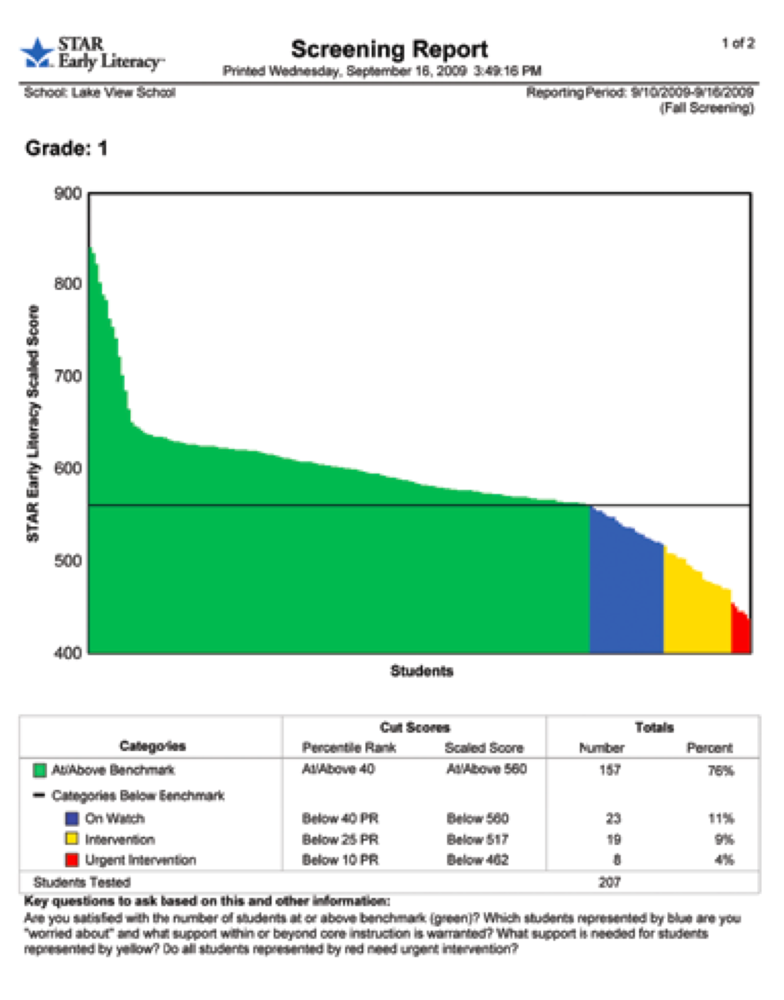 STAR
Early Literacy™
Screening Report
1 of 2
Printed Wednesday, September 16, 2009 3:49:16 PM
School: Lake View School
Reporting Period: 9/10/2009-9/16/2009
(Fall Screening)
Grade: 1
STAR Early Literacy Scaled Score
900
800
700
600
500
400
Students
Cut Scores Totals
Categories Percentile Rank Scaled Score Number Percent
At/Above Benchmark At/Above 40 At/Above 560 157 76%
Categories Below Benchmark
On Watch Below 40 PR Below 560 23 11%
Intervention Below 25 PR Below 517 19 9%
Urgent Intervention Below 10 PR Below 462 8 4%
Students Tested 207
Key questions to ask based on this and other information:
Are you satisfied with the number of students at or above benchmark (green)? Which students represented by blue are you
"worried about" and what support within or beyond core instruction is warranted? What support is needed for students
represented by yellow? Do all students represented by red need urgent intervention?